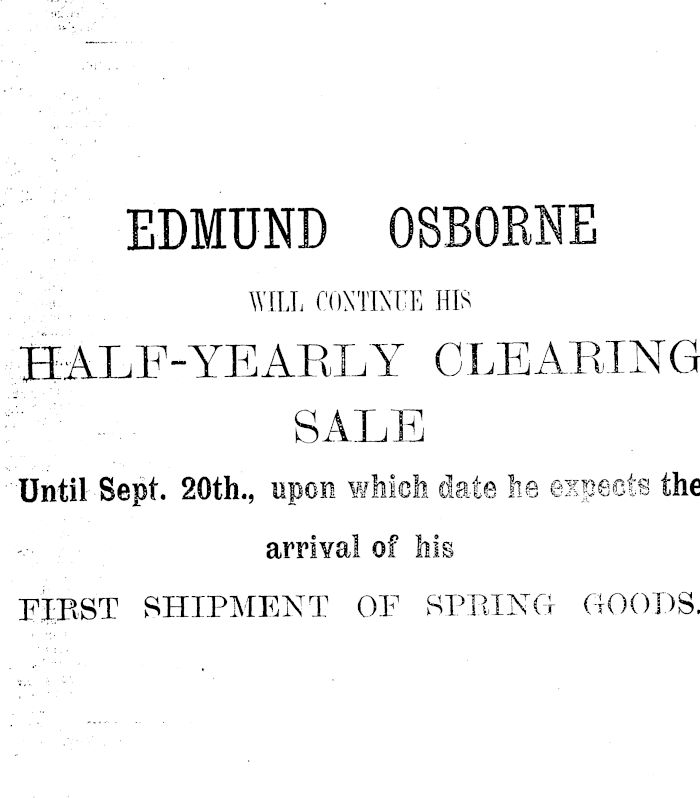 EDMUND OSBORNE
WILL CONTINUE HIS
HALF-YEARLY CLEARING
SALE
Until Sept. 20th., upon which date he expects the
arrival of his
FIRST SHIPMENT OF SPRING GOODS.